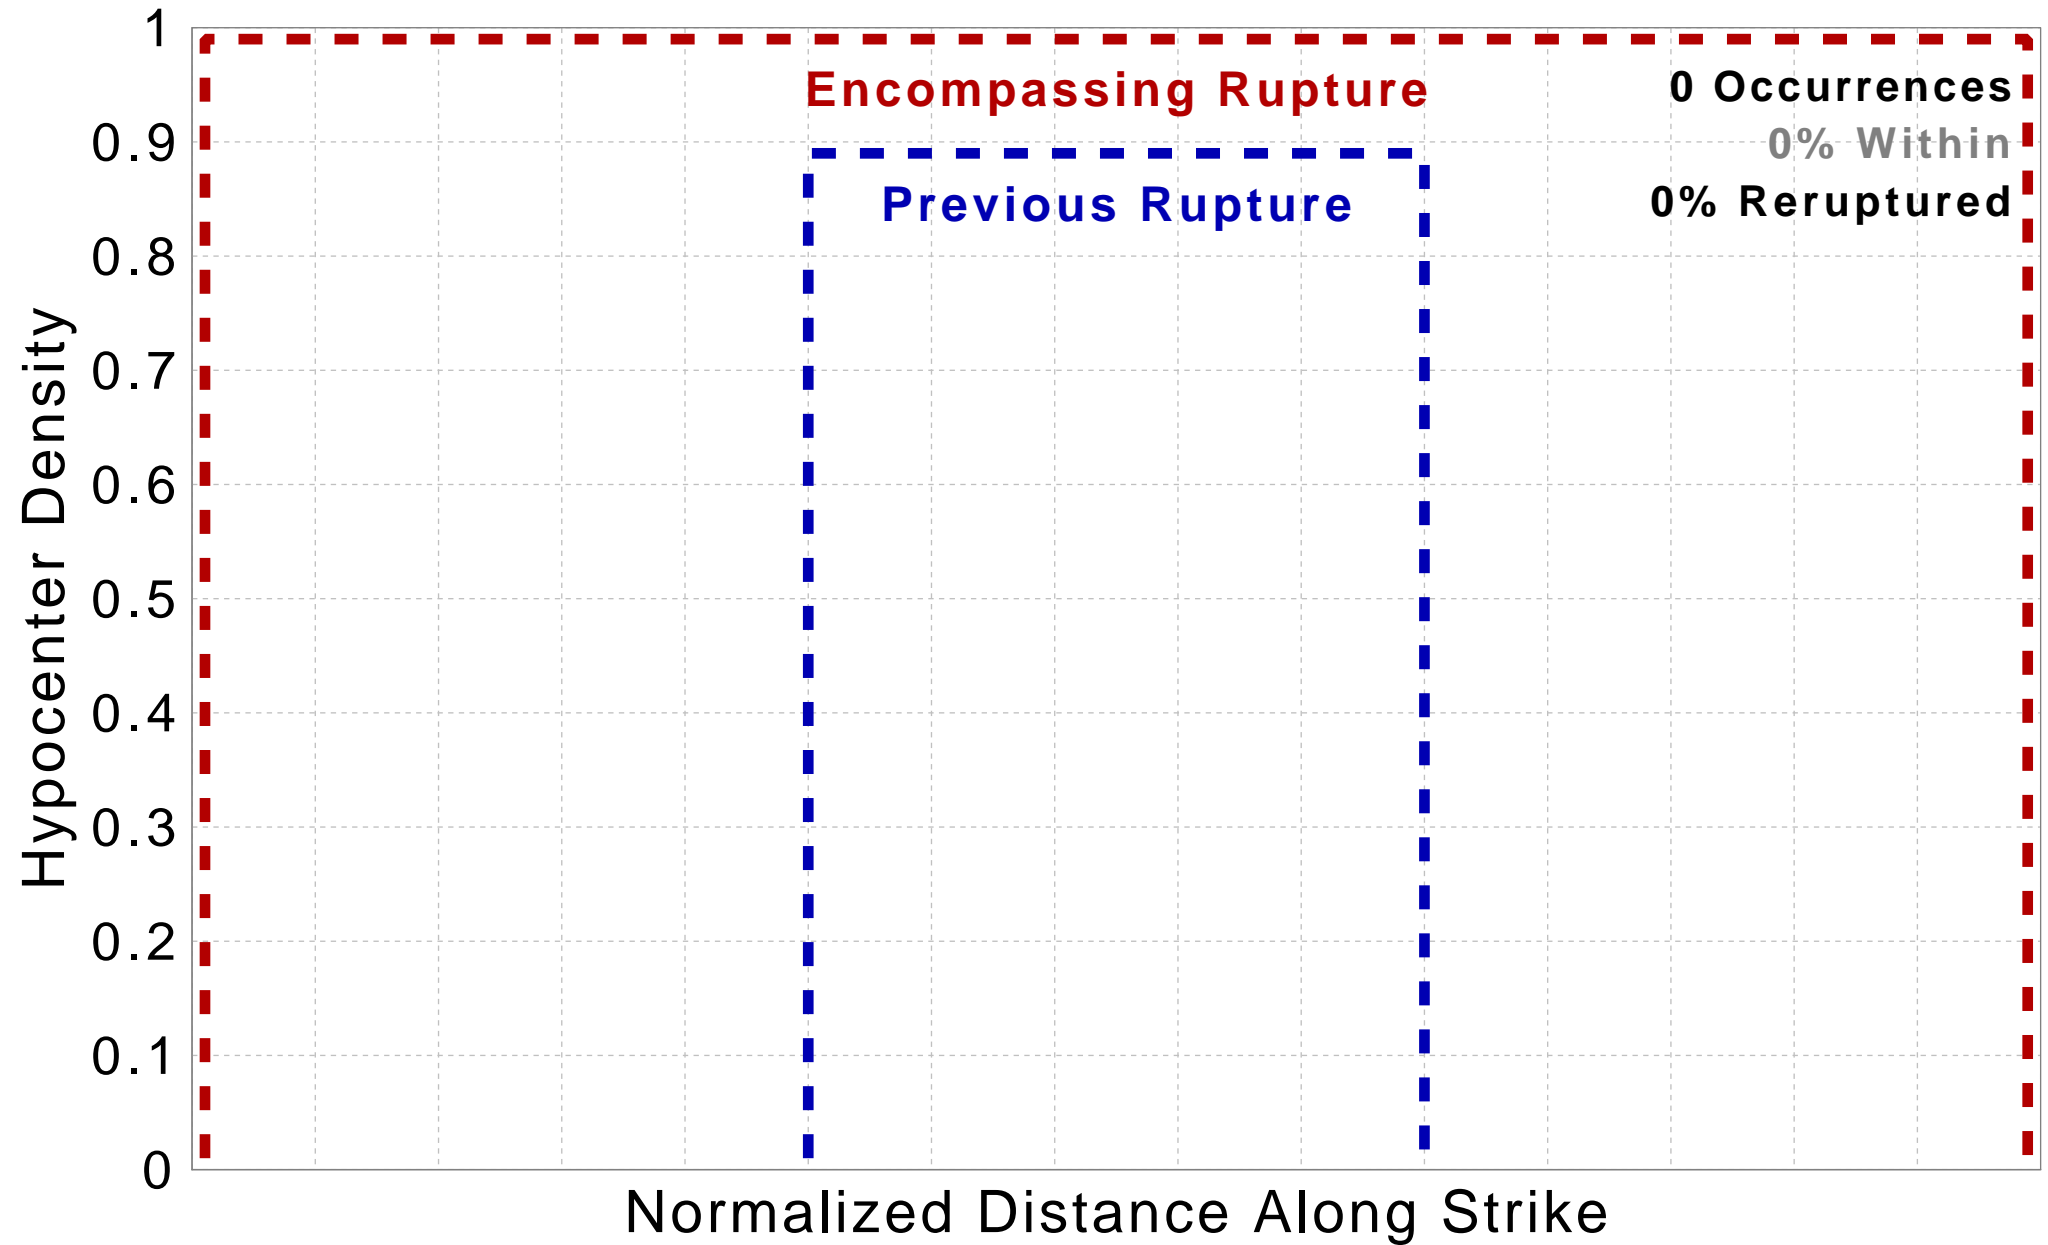 1
Encompassing Rupture
0 Occurrences
0.9
0% Within
Previous Rupture
0% Reruptured
0.8
0.7
0.6
0.5
0.4
0.3
0.2
0.1
0
Hypocenter Density
Normalized Distance Along Strike